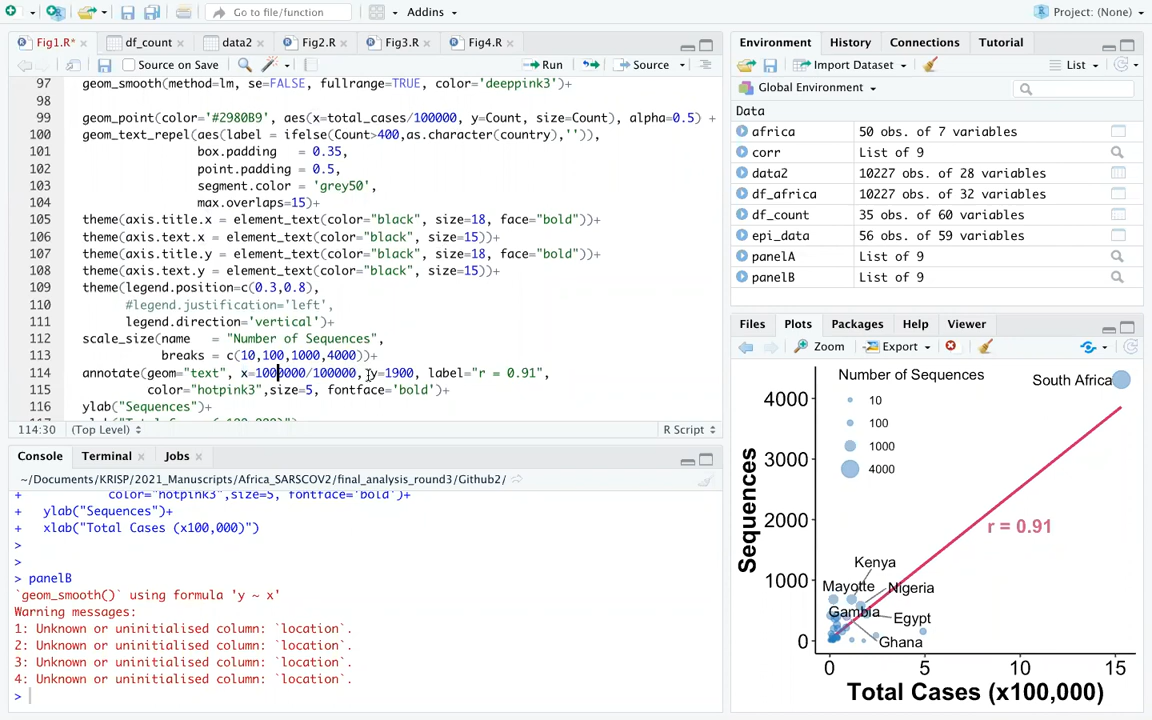 Go to file/function
Addins
Project: (None)
Fig1.R*
df_count
data2
Fig2.R
Fig3.R
Fig4.R
Source on Save
Run
Source
97 geom_smooth(method=lm, se=FALSE, fullrange=TRUE, color='deeppink3')+
98
99 geom_point(color='#2980B9', aes(x=total_cases/100000, y=Count, size=Count), alpha=0.5) +
100 geom_text_repel(aes(label = ifelse(Count>400,as.character(country),'')),
101 box.padding = 0.35,
102 point.padding = 0.5,
103 segment.color = 'grey50',
104 max.overlaps=15)+
105 theme(axis.title.x = element_text(color="black", size=18, face="bold"))+
106 theme(axis.text.x = element_text(color="black", size=15))+
107 theme(axis.title.y = element_text(color="black", size=18, face="bold"))+
108 theme(axis.text.y = element_text(color="black", size=15))+
109 theme(legend.position=c(0.3,0.8),
110 #legend.justification='left',
111 legend.direction='vertical')+
112 scale_size(name = "Number of Sequences",
113 breaks = c(10,100,1000,4000))+
114 annotate(geom="text", x=1000000/100000, y=1900, label="r = 0.91",
115 color="hotpink3",size=5, fontface='bold')+
116 ylab("Sequences")+
114:30 (Top Level) R Script
Console Terminal Jobs
~/Documents/KRISP/2021_Manuscripts/Africa_SARSCOV2/final_analysis_round3/Github2/
+ color="hotpink3",size=5, fontface='bold')+
+ ylab("Sequences")+
+ xlab("Total Cases (x100,000)")
>
>
> panelB
`geom_smooth()` using formula 'y ~ x'
Warning messages:
1: Unknown or uninitialised column: `location`.
2: Unknown or uninitialised column: `location`.
3: Unknown or uninitialised column: `location`.
4: Unknown or uninitialised column: `location`.
>
Environment History Connections Tutorial
Import Dataset List
Global Environment
Data
africa 50 obs. of 7 variables
corr List of 9
data2 10227 obs. of 28 variables
df_africa 10227 obs. of 32 variables
df_count 35 obs. of 60 variables
epi_data 56 obs. of 59 variables
panelA List of 9
panelB List of 9
Files Plots Packages Help Viewer
Zoom Export
Number of Sequences
10
100
1000
4000
South Africa
4000
3000
2000
1000
0
Sequences
r = 0.91
Kenya
Mayotte
Nigeria
Gambia
Egypt
Ghana
0 5 10 15
Total Cases (x100,000)